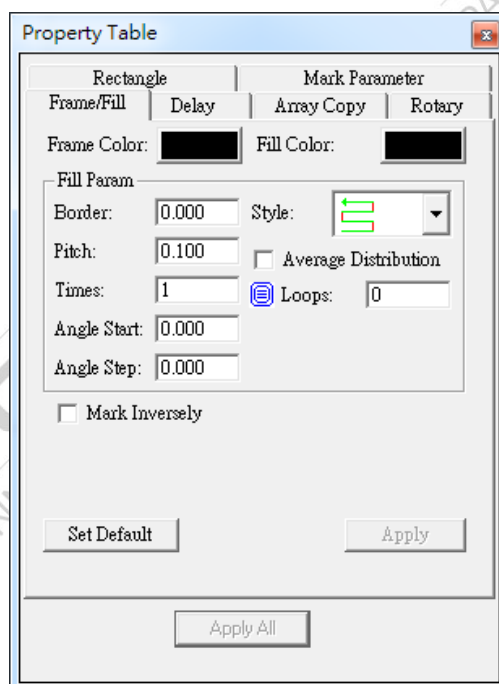 Property Table
Rectangle Mark Parameter
Frame/Fill Delay Array Copy Rotary
Frame Color: Fill Color:
Fill Param
Border: 0.000 Style:
Pitch: 0.100 Average Distribution
Times: 1 Loops: 0
Angle Start: 0.000
Angle Step: 0.000
Mark Inversely
Set Default Apply
Apply All